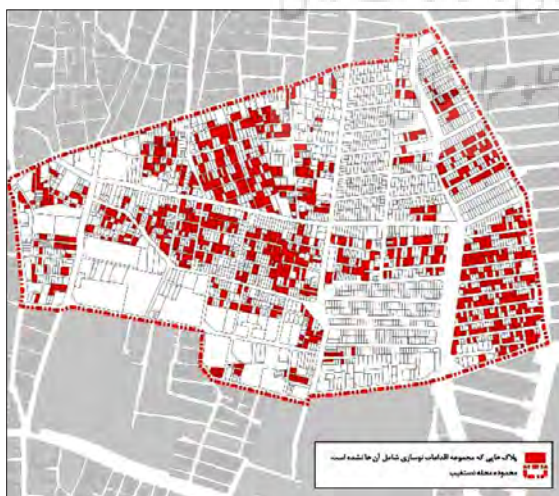 پلاک هایی که مجموعه اقدامات نوسازی شامل آن ها نشده است
محدوده محله دستغیب